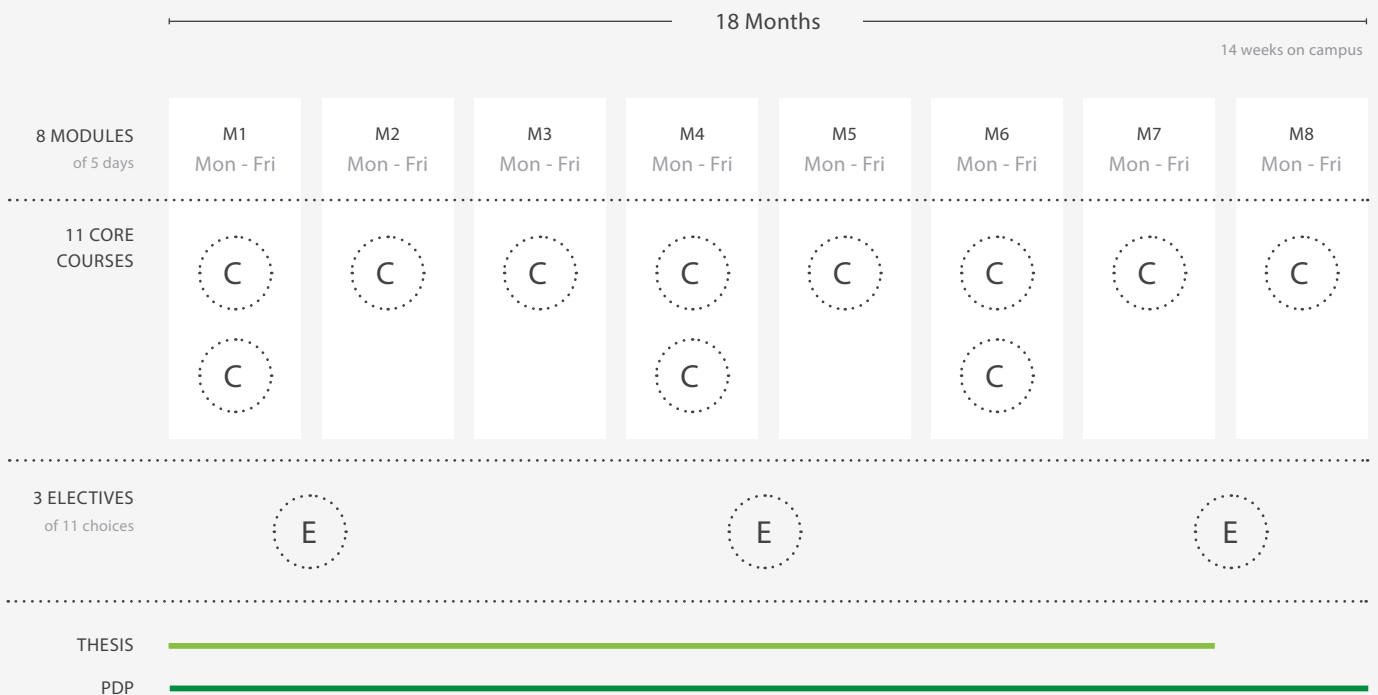 18 Months
14 weeks on campus
8 MODULES
of 5 days
M1
Mon - Fri
M2
Mon - Fri
M3
Mon - Fri
M4
Mon - Fri
M5
Mon - Fri
M6
Mon - Fri
M7
Mon - Fri
M8
Mon - Fri
11 CORE
COURSES
C C C C C C C C
C C C
3 ELECTIVES
of 11 choices
E E E
THESIS
PDP